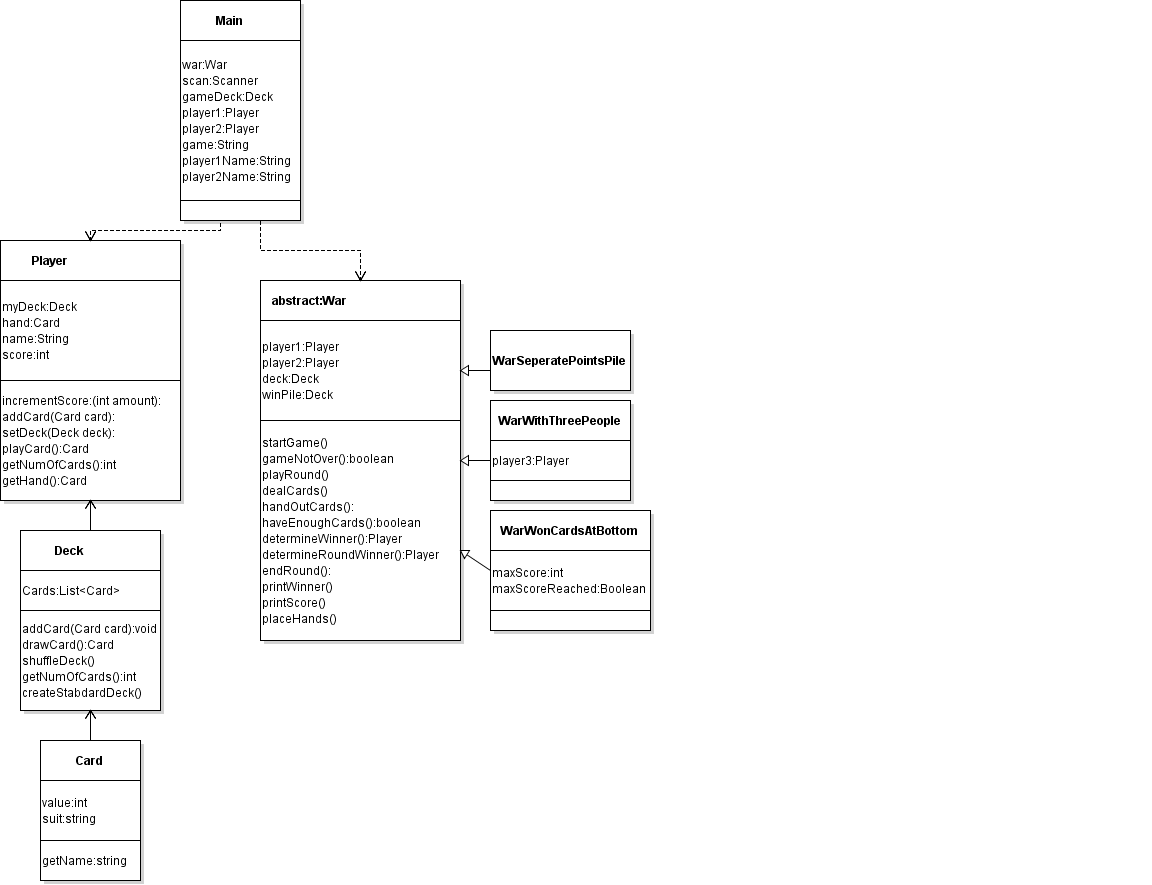 Main
war:War
scan:Scanner
gameDeck:Deck
player1:Player
player2:Player
game:String
player1Name:String
player2Name:String
Player
myDeck:Deck
hand:Card
name:String
score:int
incrementScore:(int amount):
addCard(Card card):
setDeck(Deck deck):
playCard():Card
getNumOfCards():int
getHand():Card
abstract:War
player1:Player
player2:Player
deck:Deck
winPile:Deck
startGame()
gameNotOver():boolean
playRound()
dealCards()
handOutCards():
haveEnoughCards():boolean
determineWinner():Player
determineRoundWinner():Player
endRound():
printWinner()
printScore()
placeHands()
WarSeperatePointsPile
WarWithThreePeople
player3:Player
WarWonCardsAtBottom
maxScore:int
maxScoreReached:Boolean
Deck
Cards:List<Card>
addCard(Card card):void
drawCard():Card
shuffleDeck()
getNumOfCards():int
createStabdardDeck()
Card
value:int
suit:string
getName:string